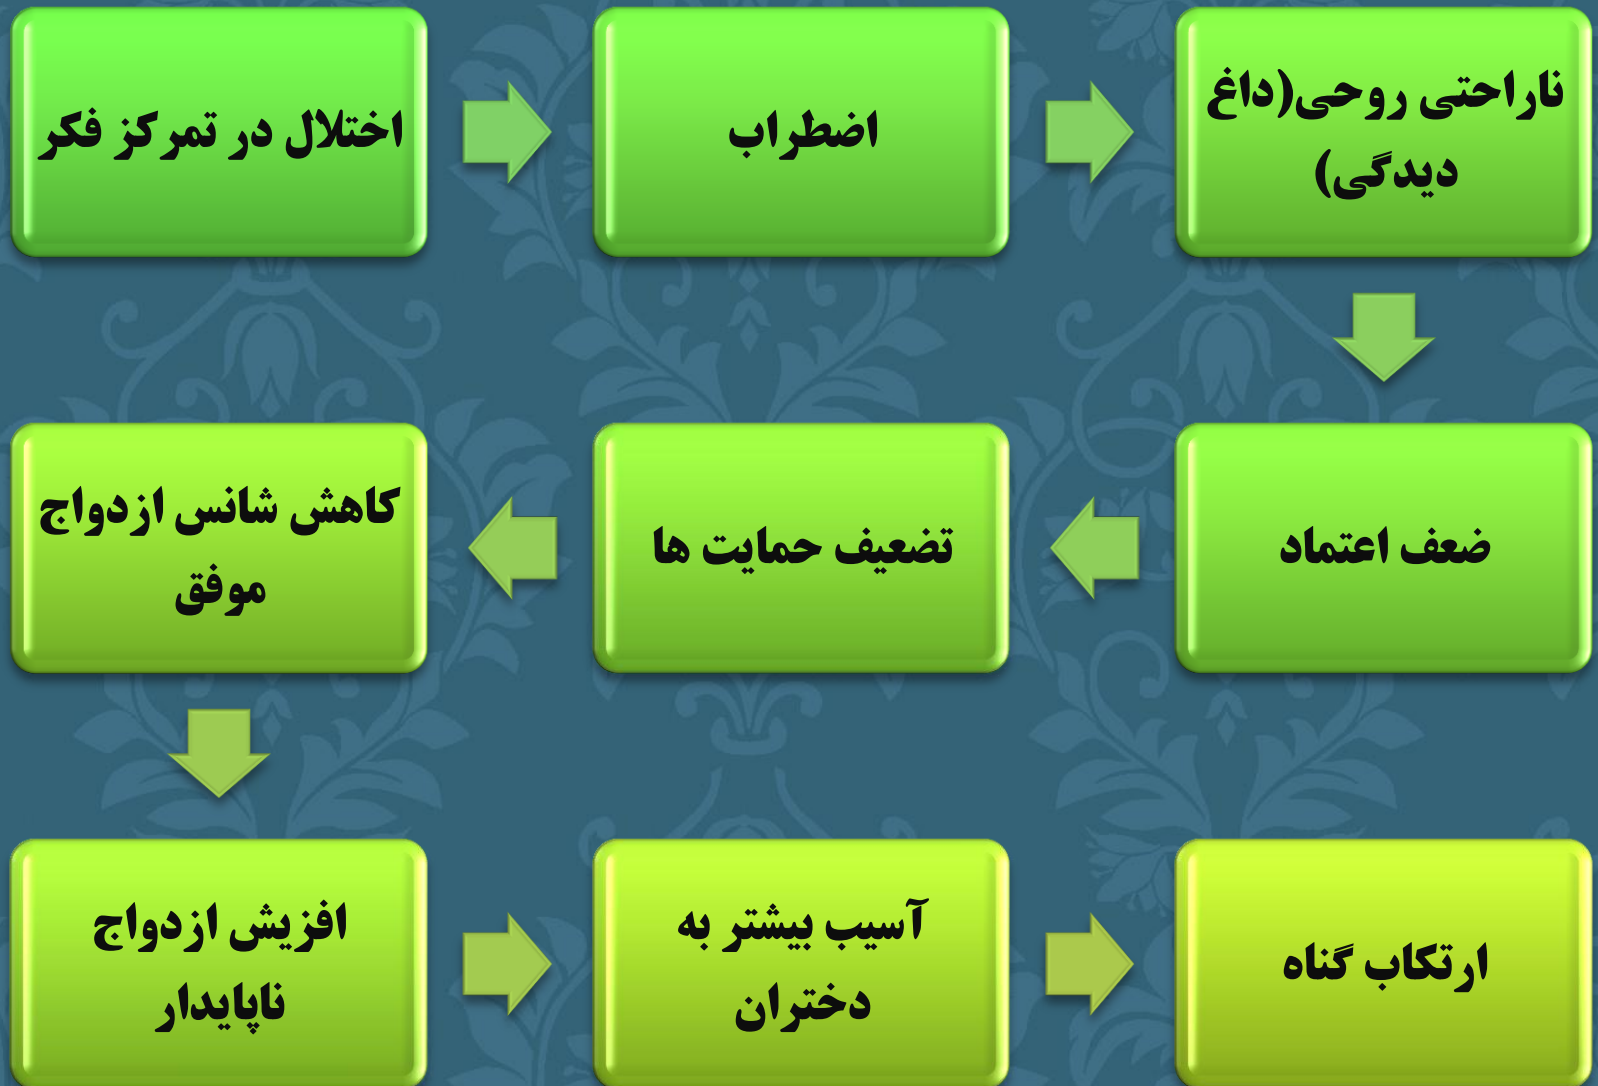 اختلال در تمرکز فکر
اضطراب
ناراحتی روحی(داغ
دیدگی)
ضعف اعتماد
تضعیف حمایت ها
کاهش شانس ازدواج
موفق
افزیش ازدواج
ناپایدار
آسیب بیشتر به
دختران
ارتکاب گناه